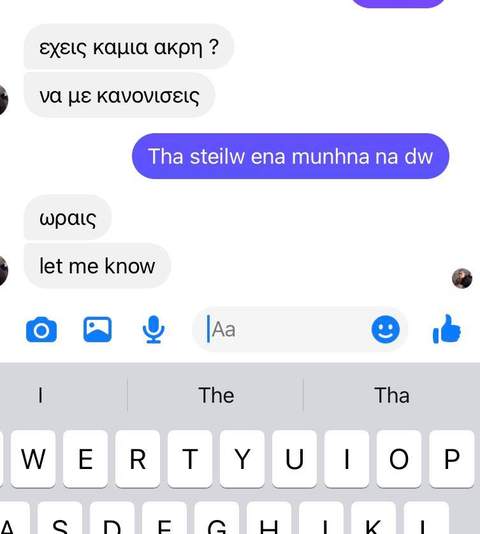 εχεις καμια ακρη ?
να με κανονισεις
Tha steilw ena munhna na dw
ωραις
let me know
Aa
I The Tha
W E R T Y U I O P
A S D F G H J K L